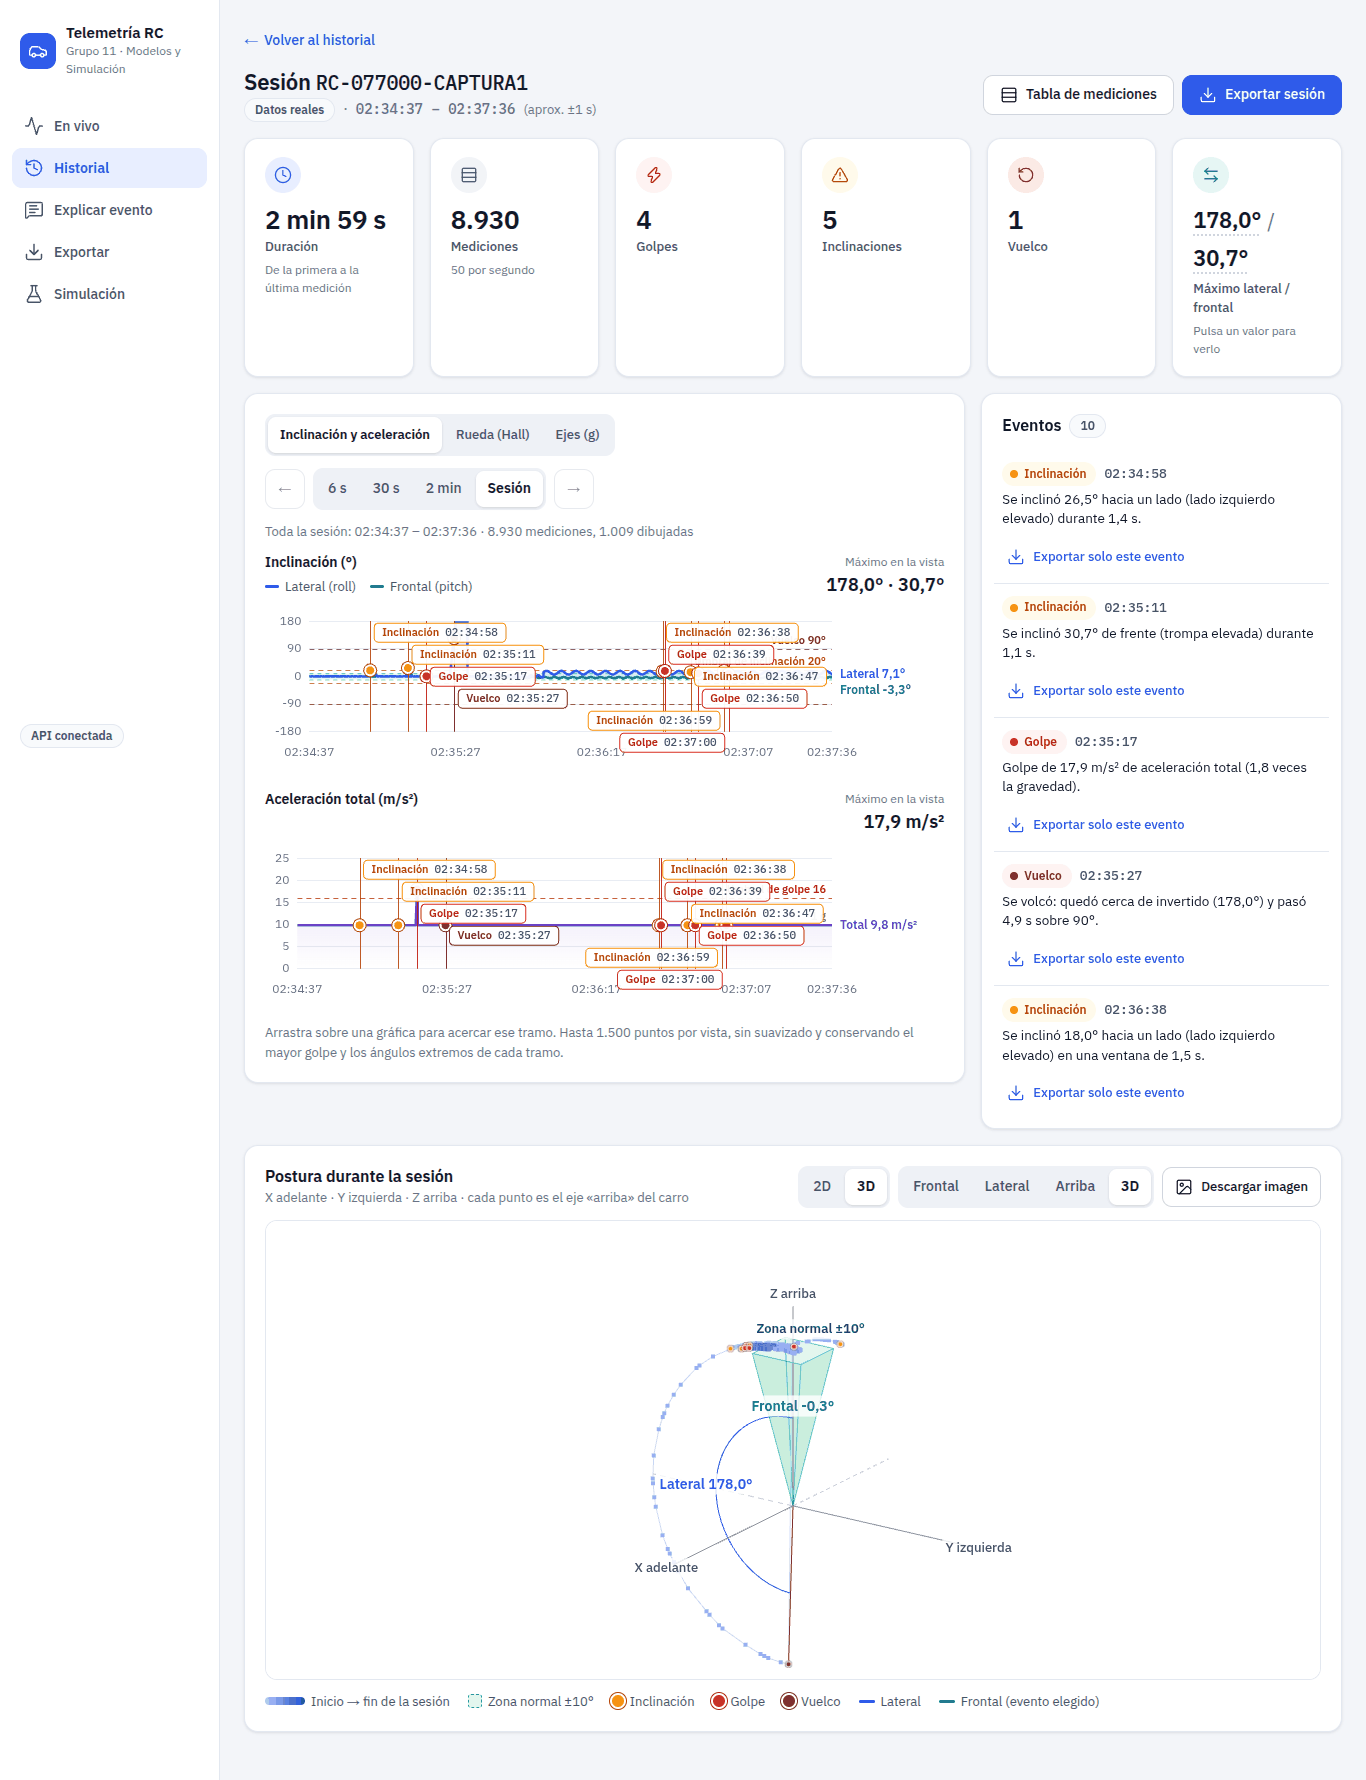 Telemetría RC
Grupo 11 · Modelos y
Simulación
En vivo
Historial
Explicar evento
Exportar
Simulación
API conectada
← Volver al historial
Sesión RC-077000-CAPTURA1
Datos reales · 02:34:37 – 02:37:36 (aprox. ±1 s)
Tabla de mediciones
Exportar sesión
2 min 59 s
Duración
De la primera a la
última medición
8.930
Mediciones
50 por segundo
4
Golpes
5
Inclinaciones
1
Vuelco
178,0° /
30,7°
Máximo lateral /
frontal
Pulsa un valor para
verlo
Inclinación y aceleración Rueda (Hall) Ejes (g)
← 6 s 30 s 2 min Sesión →
Toda la sesión: 02:34:37 – 02:37:36 · 8.930 mediciones, 1.009 dibujadas
Inclinación (°)
Lateral (roll) Frontal (pitch)
Máximo en la vista
178,0° · 30,7°
180
90
0
-90
-180
Inclinación 02:34:58
Inclinación 02:35:11
Golpe 02:35:17
Vuelco 02:35:27
Inclinación 02:36:38
Golpe 02:36:39
Inclinación 02:36:47
Golpe 02:36:50
Inclinación 02:36:59
Golpe 02:37:00
90°
20°
Lateral 7,1°
Frontal -3,3°
02:34:37 02:35:27 02:36:17 02:37:07 02:37:36
Aceleración total (m/s²)
Máximo en la vista
17,9 m/s²
25
20
15
10
5
0
Inclinación 02:34:58
Inclinación 02:35:11
Golpe 02:35:17
Vuelco 02:35:27
Inclinación 02:36:38
Golpe 02:36:39
Inclinación 02:36:47
Golpe 02:36:50
Inclinación 02:36:59
Golpe 02:37:00
de golpe 16
Total 9,8 m/s²
02:34:37 02:35:27 02:36:17 02:37:07 02:37:36
Arrastra sobre una gráfica para acercar ese tramo. Hasta 1.500 puntos por vista, sin suavizado y conservando el
mayor golpe y los ángulos extremos de cada tramo.
Eventos 10
Inclinación 02:34:58
Se inclinó 26,5° hacia un lado (lado izquierdo
elevado) durante 1,4 s.
Exportar solo este evento
Inclinación 02:35:11
Se inclinó 30,7° de frente (trompa elevada) durante
1,1 s.
Exportar solo este evento
Golpe 02:35:17
Golpe de 17,9 m/s² de aceleración total (1,8 veces
la gravedad).
Exportar solo este evento
Vuelco 02:35:27
Se volcó: quedó cerca de invertido (178,0°) y pasó
4,9 s sobre 90°.
Exportar solo este evento
Inclinación 02:36:38
Se inclinó 18,0° hacia un lado (lado izquierdo
elevado) en una ventana de 1,5 s.
Exportar solo este evento
Postura durante la sesión
X adelante · Y izquierda · Z arriba · cada punto es el eje «arriba» del carro
2D 3D
Frontal Lateral Arriba 3D
Descargar imagen
Z arriba
Zona normal ±10°
Frontal -0,3°
Lateral 178,0°
Y izquierda
X adelante
Inicio → fin de la sesión Zona normal ±10° Inclinación Golpe Vuelco Lateral Frontal (evento elegido)